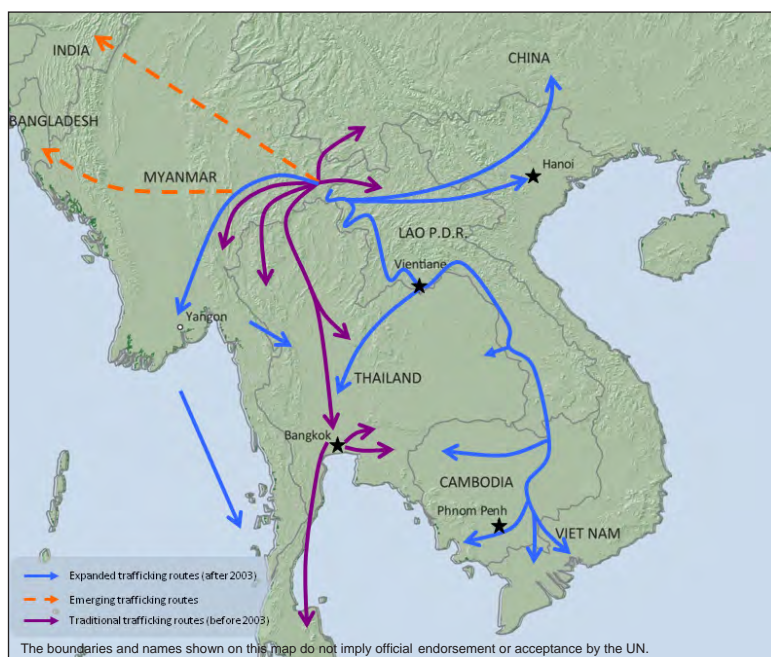 CHINA
INDIA
BANGLADESH
MYANMAR
Hanoi
LAO P.D.R.
Vientiane
Yangon
THAILAND
Bangkok
CAMBODIA
Phnom Penh
VIET NAM
Expanded trafficking routes (after 2003)
Emerging trafficking routes
Traditional trafficking routes (before 2003)
The boundaries and names shown on this map do not imply official endorsement or acceptance by the UN.